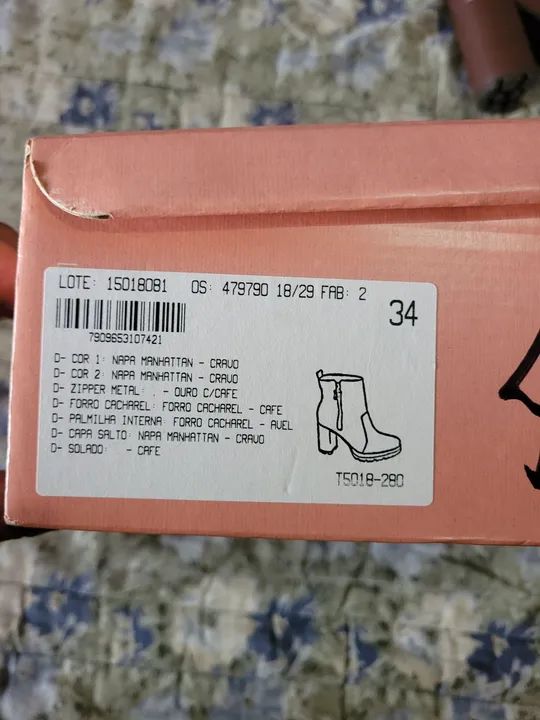 LOTE: 15018081 OS: 479790 18/29 FAB: 2
34
7909653107421
D- COR 1: NAPA MANHATTAN - CRAVO
D- COR 2: NAPA MANHATTAN - CRAVO
D- ZIPPER METAL: . - OURO C/CAFE
D- FORRO CACHAREL: FORRO CACHAREL - CAFE
D- PALMILHA INTERNA: FORRO CACHAREL - AVEL
D- CAPA SALTO: NAPA MANHATTAN - CRAVO
D- SOLADO: - CAFE
T5018-280